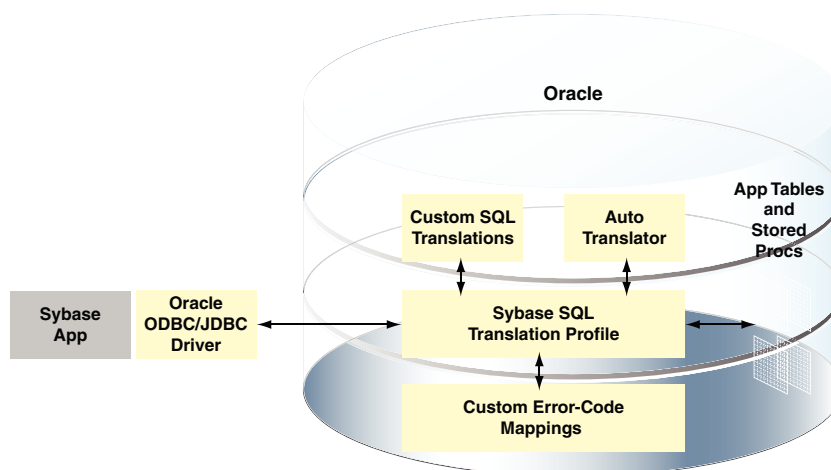 Oracle
App Tables
and
Stored
Procs
Custom SQL
Translations
Auto
Translator
Sybase
App
Oracle
ODBC/JDBC
Driver
Sybase SQL
Translation Profile
Custom Error-Code
Mappings